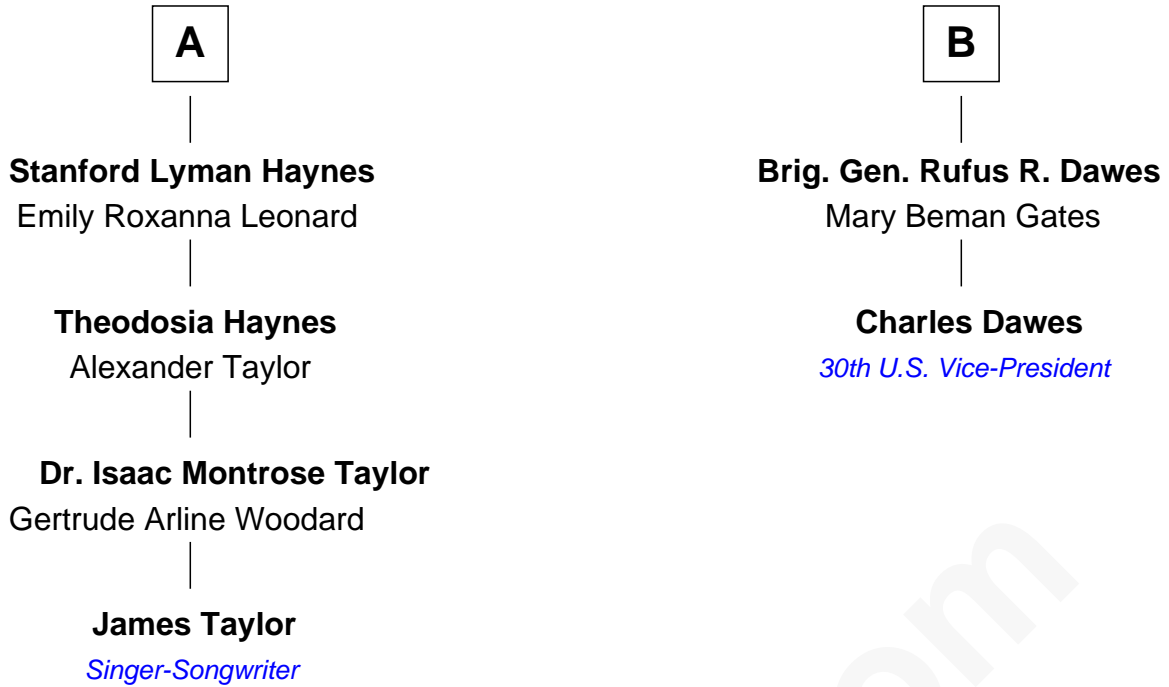 A
B
Stanford Lyman Haynes
Emily Roxanna Leonard
Brig. Gen. Rufus R. Dawes
Mary Beman Gates
Theodosia Haynes
Alexander Taylor
Charles Dawes
30th U.S. Vice-President
Dr. Isaac Montrose Taylor
Gertrude Arline Woodard
James Taylor
Singer-Songwriter
om